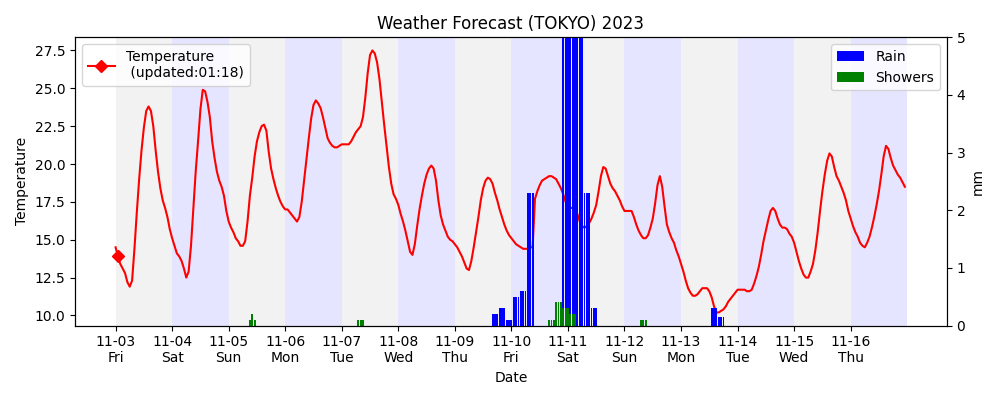 Weather Forecast (TOKYO) 2023
Temperature
(updated:01:18)
Rain
Showers
27.5
25.0
22.5
20.0
17.5
15.0
12.5
10.0
Temperature
5
4
3
2
1
0
mm
11-03 11-04 11-05 11-06 11-07 11-08 11-09 11-10 11-11 11-12 11-13 11-14 11-15 11-16
Fri Sat Sun Mon Tue Wed Thu Fri Sat Sun Mon Tue Wed Thu
Date